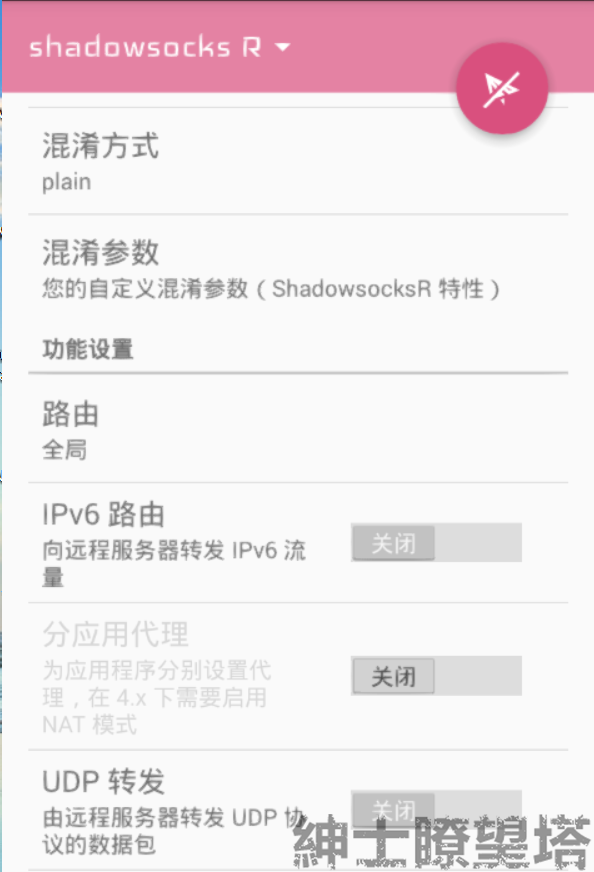 shadowsocks R
混淆方式
plain
混淆参数
您的自定义混淆参数（ShadowsocksR 特性）
功能设置
路由
全局
IPv6 路由
向远程服务器转发 IPv6 流
量
关闭
分应用代理
为应用程序分别设置代
理，在 4.x 下需要启用
NAT 模式
关闭
UDP 转发
由远程服务器转发 UDP 协
议的数据包
关闭
紳士瞭望塔